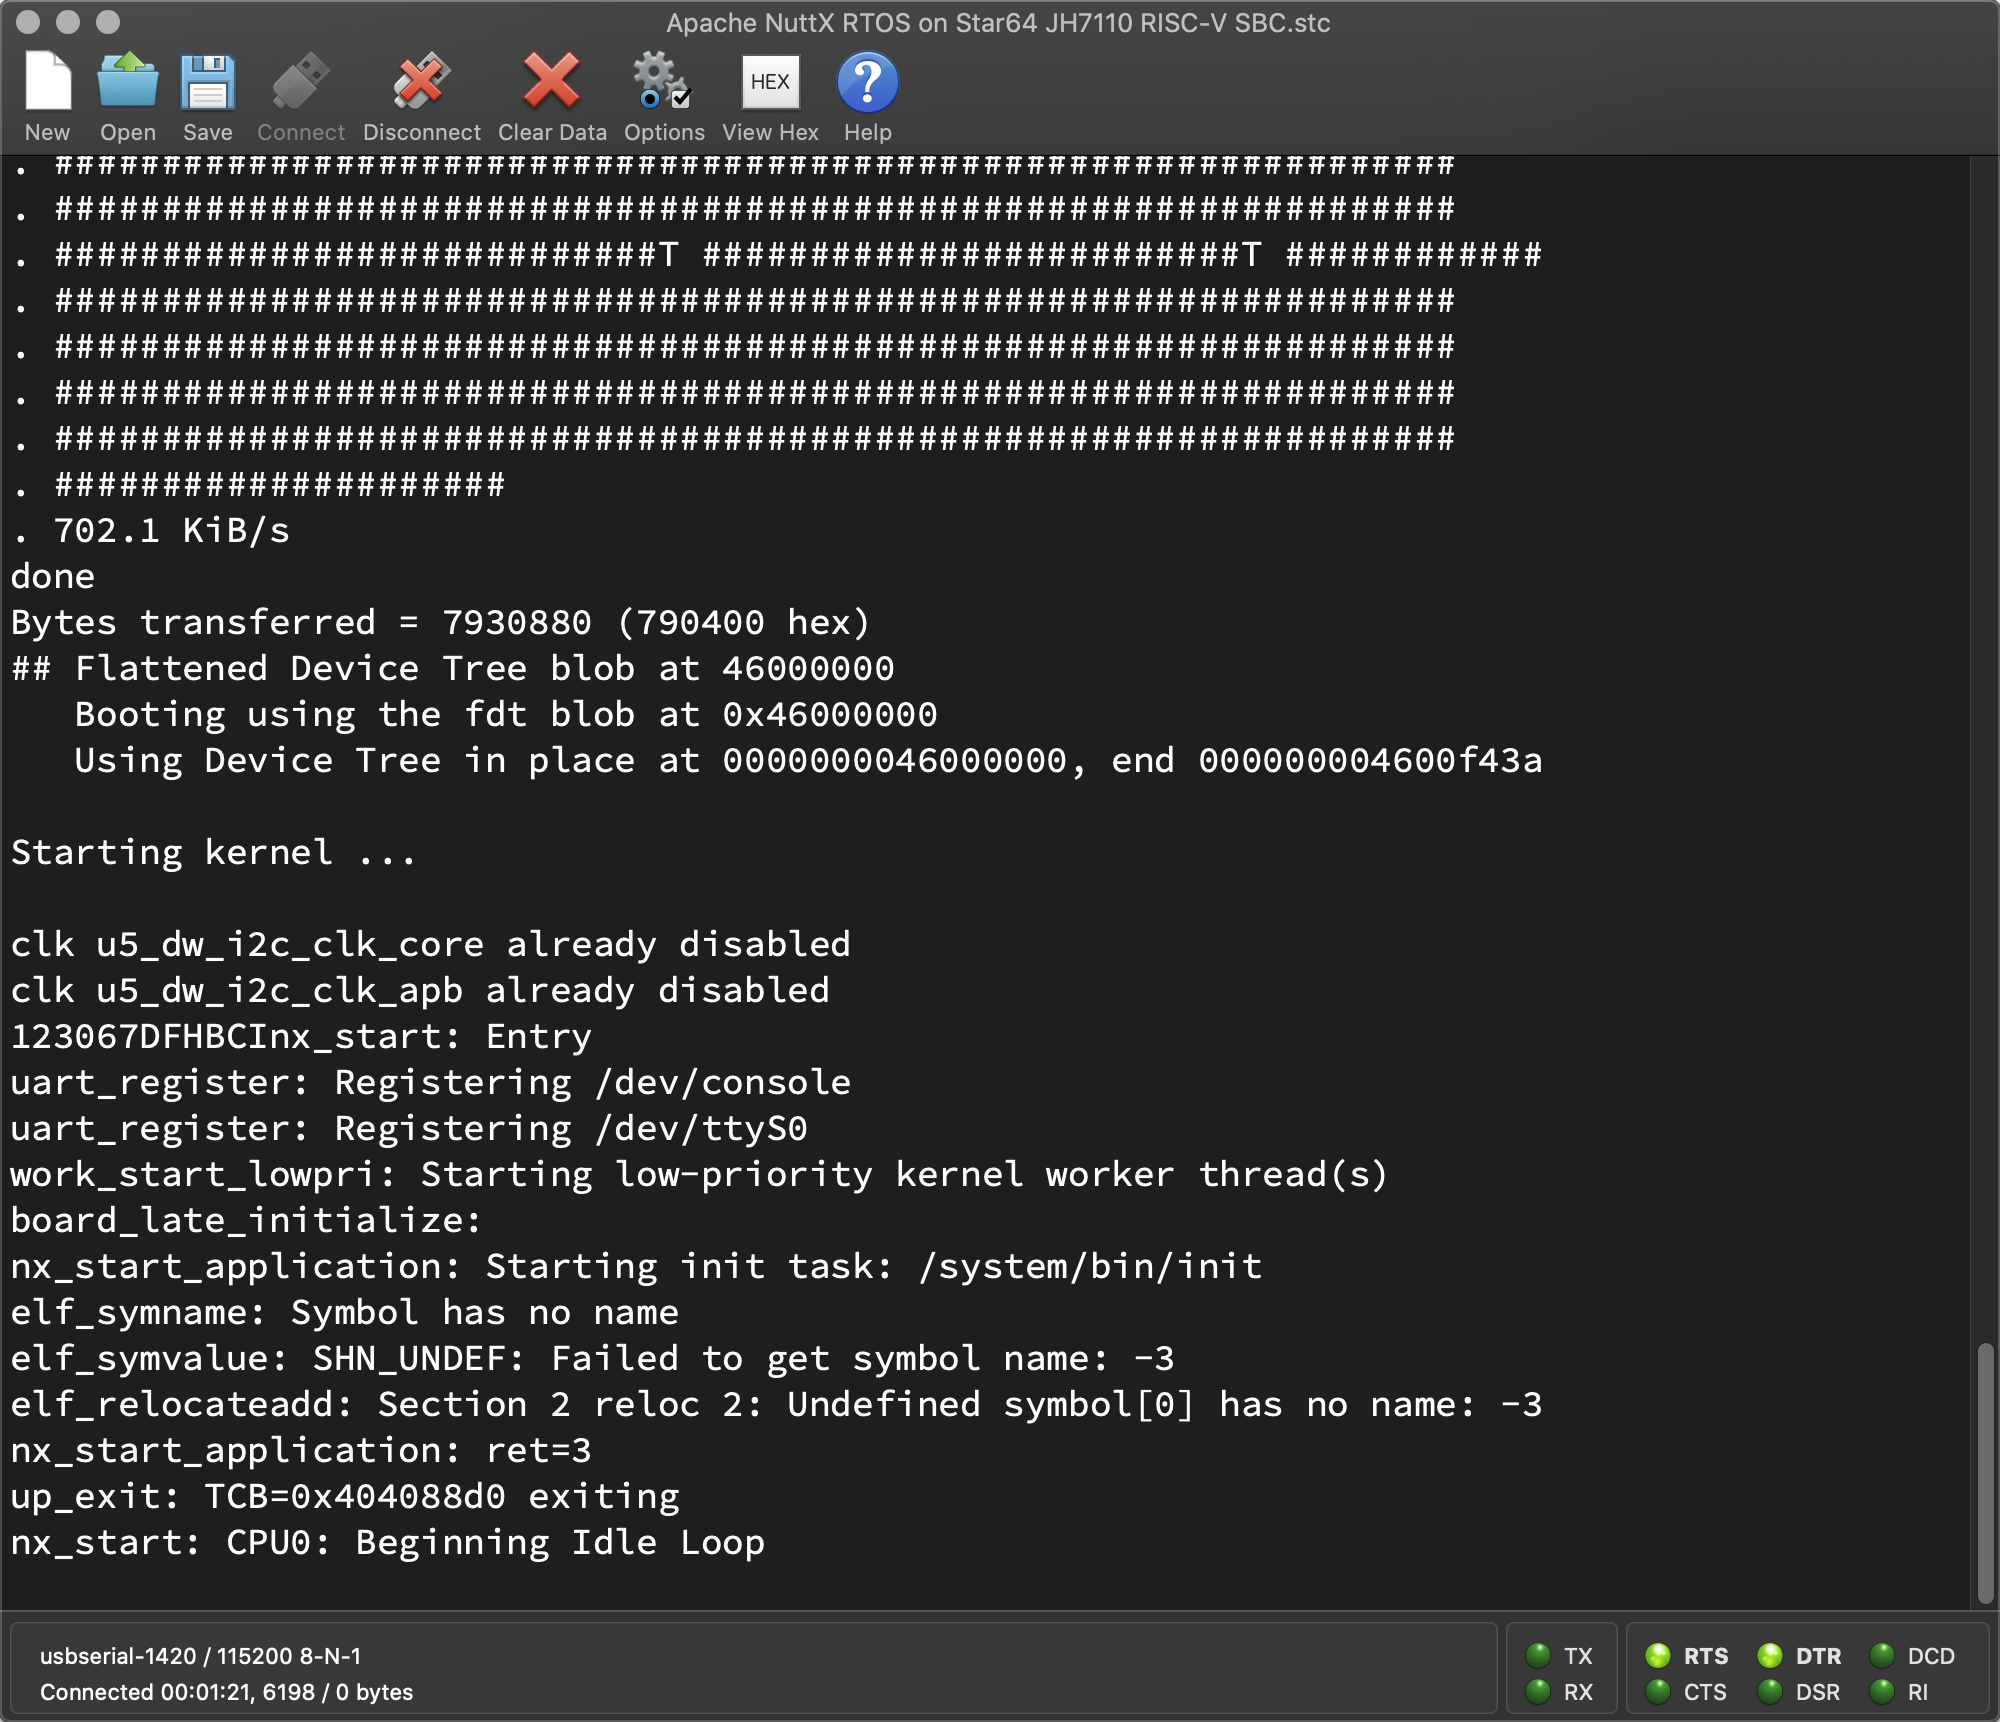 Apache NuttX RTOS on Star64 JH7110 RISC-V SBC.stc
HEX
New Open Save Connect Disconnect Clear Data Options View Hex Help
. #################################################################
. #################################################################
. ############################T #########################T ############
. #################################################################
. #################################################################
. #################################################################
. #################################################################
. #####################
. 702.1 KiB/s
done
Bytes transferred = 7930880 (790400 hex)
## Flattened Device Tree blob at 46000000
   Booting using the fdt blob at 0x46000000
   Using Device Tree in place at 0000000046000000, end 000000004600f43a
Starting kernel ...
clk u5_dw_i2c_clk_core already disabled
clk u5_dw_i2c_clk_apb already disabled
123067DFHBCInx_start: Entry
uart_register: Registering /dev/console
uart_register: Registering /dev/ttyS0
work_start_lowpri: Starting low-priority kernel worker thread(s)
board_late_initialize:
nx_start_application: Starting init task: /system/bin/init
elf_symname: Symbol has no name
elf_symvalue: SHN_UNDEF: Failed to get symbol name: -3
elf_relocateadd: Section 2 reloc 2: Undefined symbol[0] has no name: -3
nx_start_application: ret=3
up_exit: TCB=0x404088d0 exiting
nx_start: CPU0: Beginning Idle Loop
usbserial-1420 / 115200 8-N-1
Connected 00:01:21, 6198 / 0 bytes
TX RTS DTR DCD
RX CTS DSR RI